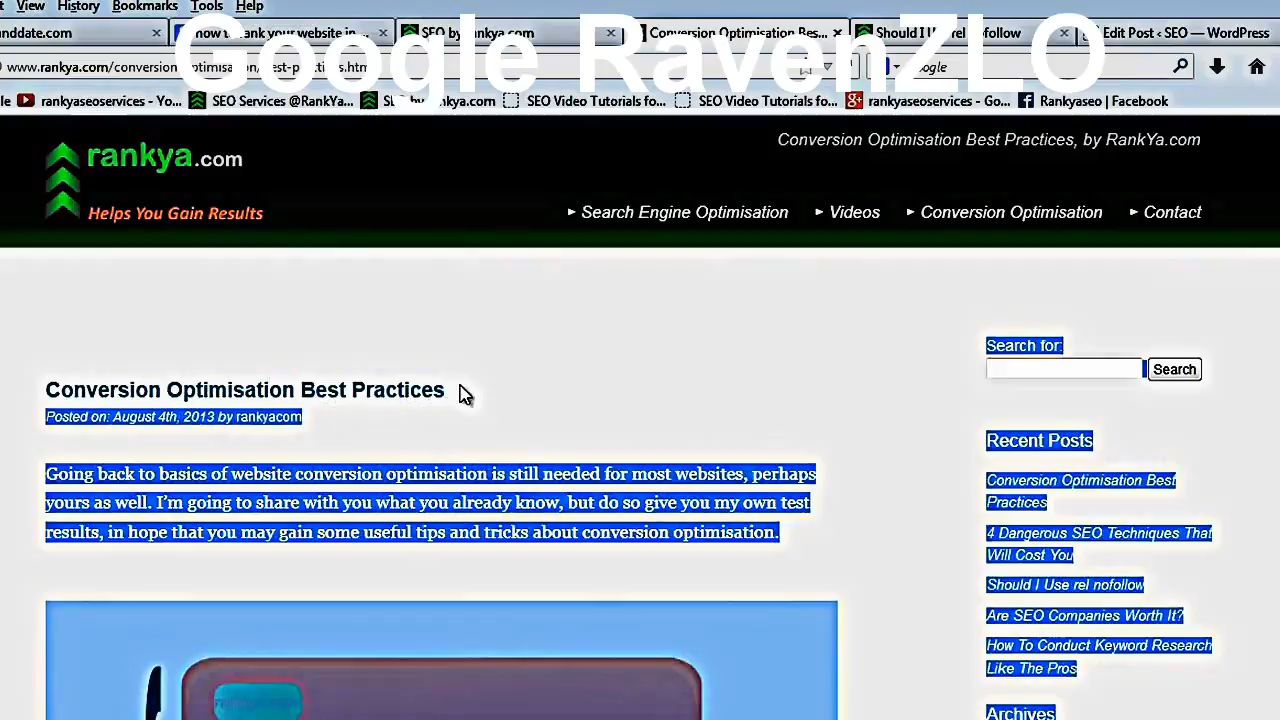 View History Bookmarks Tools Help
Google RavenZLO
nddate.com
how to rank your website in...
SEO by rankya.com
Conversion Optimisation Bes...
Should I Use rel nofollow
Edit Post ‹ SEO — WordPress
www.rankya.com/conversion-optimisation/best-practices.htm
rankyaseoservices - Yo...
SEO Services @RankYa...
SEO by rankya.com
SEO Video Tutorials fo...
SEO Video Tutorials fo...
rankyaseoservices - Go...
Rankyaseo | Facebook
Conversion Optimisation Best Practices, by RankYa.com
rankya.com
Helps You Gain Results
Search Engine Optimisation
Videos
Conversion Optimisation
Contact
Conversion Optimisation Best Practices
Posted on: August 4th, 2013 by rankyacom
Going back to basics of website conversion optimisation is still needed for most websites, perhaps
yours as well. I'm going to share with you what you already know, but do so give you my own test
results, in hope that you may gain some useful tips and tricks about conversion optimisation.
Search for:
Search
Recent Posts
Conversion Optimisation Best
Practices
4 Dangerous SEO Techniques That
Will Cost You
Should I Use rel nofollow
Are SEO Companies Worth It?
How To Conduct Keyword Research
Like The Pros
Archives